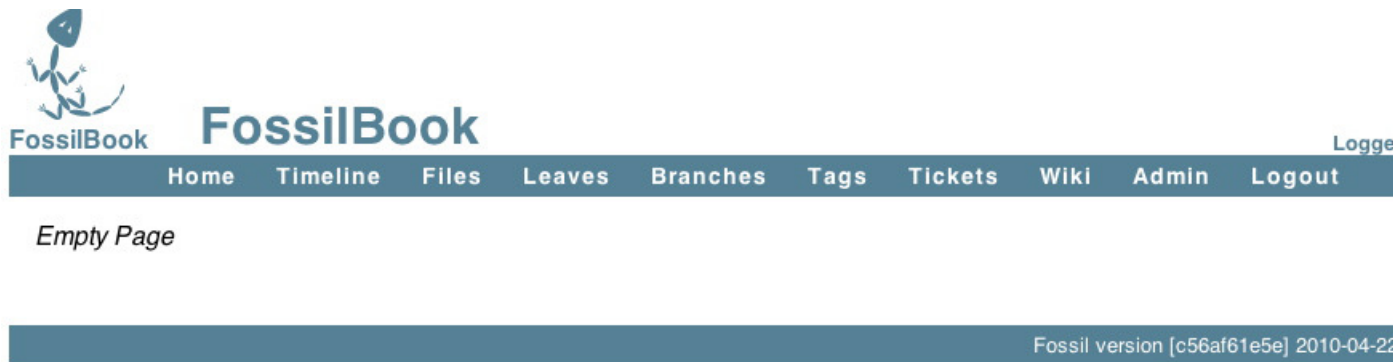 FossilBook
FossilBook
Logge
Home Timeline Files Leaves Branches Tags Tickets Wiki Admin Logout
Empty Page
Fossil version [c56af61e5e] 2010-04-22